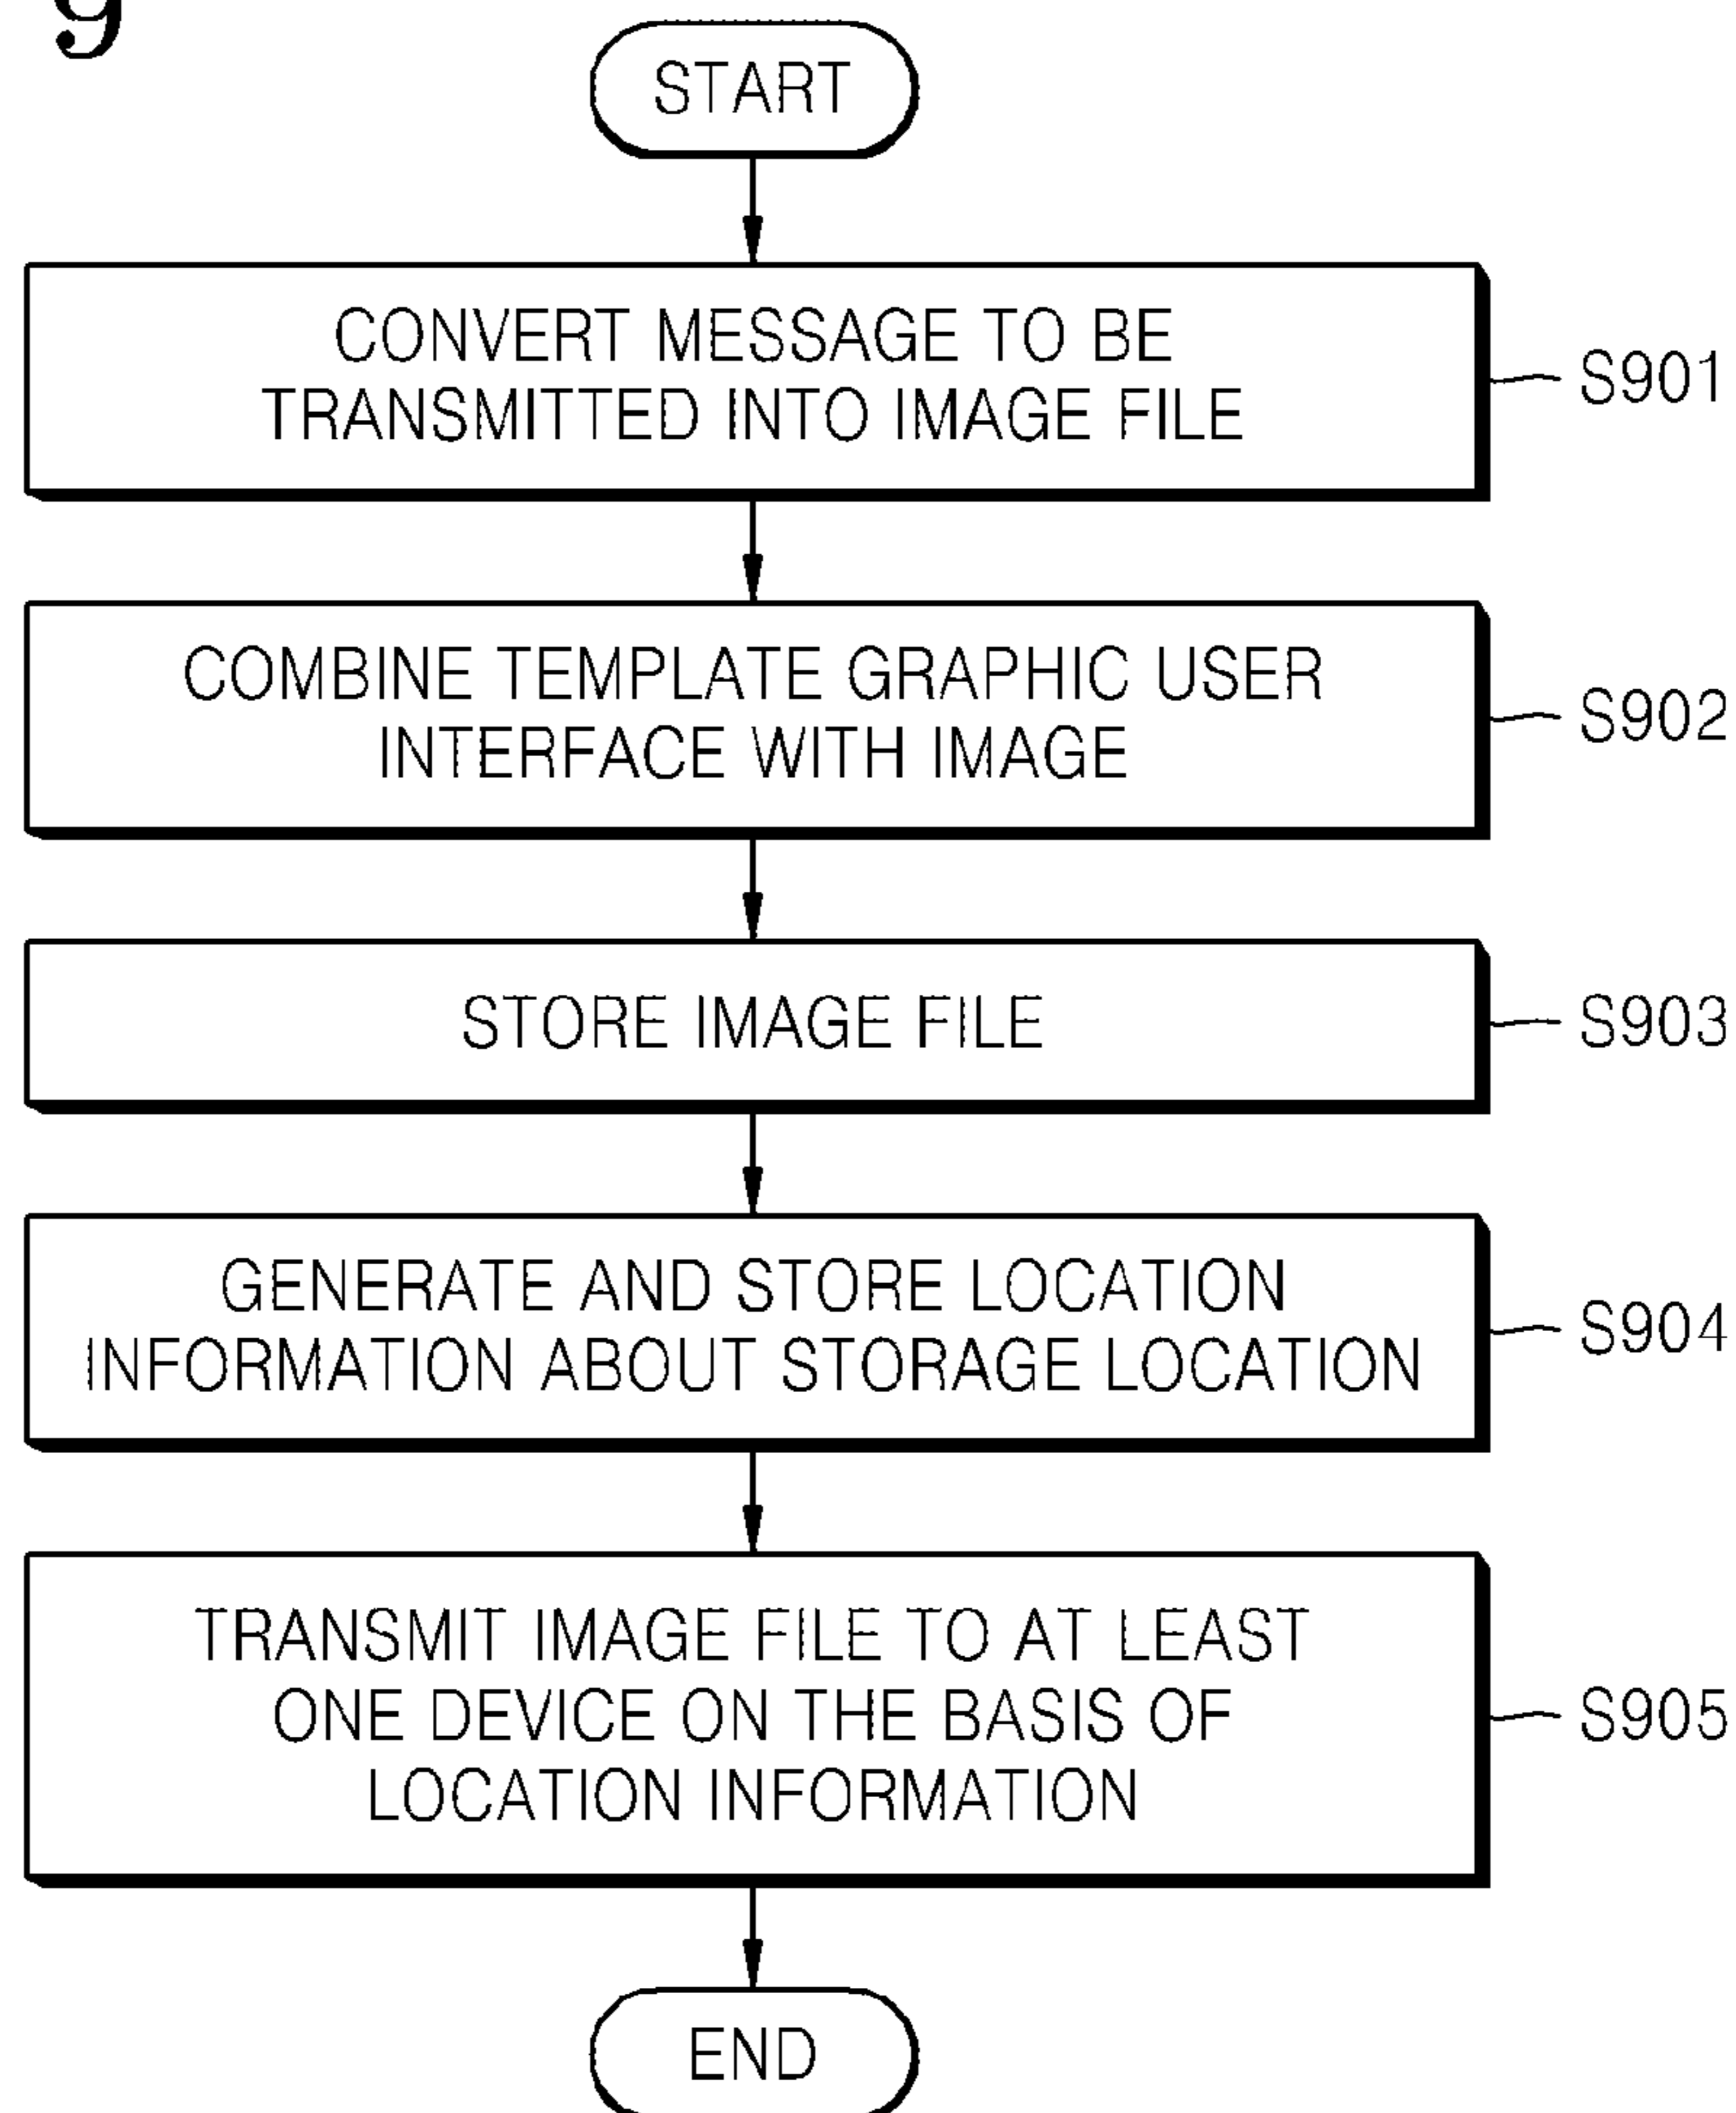 9
START
CONVERT MESSAGE TO BE
TRANSMITTED INTO IMAGE FILE
S901
COMBINE TEMPLATE GRAPHIC USER
INTERFACE WITH IMAGE
S902
STORE IMAGE FILE
S903
GENERATE AND STORE LOCATION
INFORMATION ABOUT STORAGE LOCATION
S904
TRANSMIT IMAGE FILE TO AT LEAST
ONE DEVICE ON THE BASIS OF
LOCATION INFORMATION
S905
END